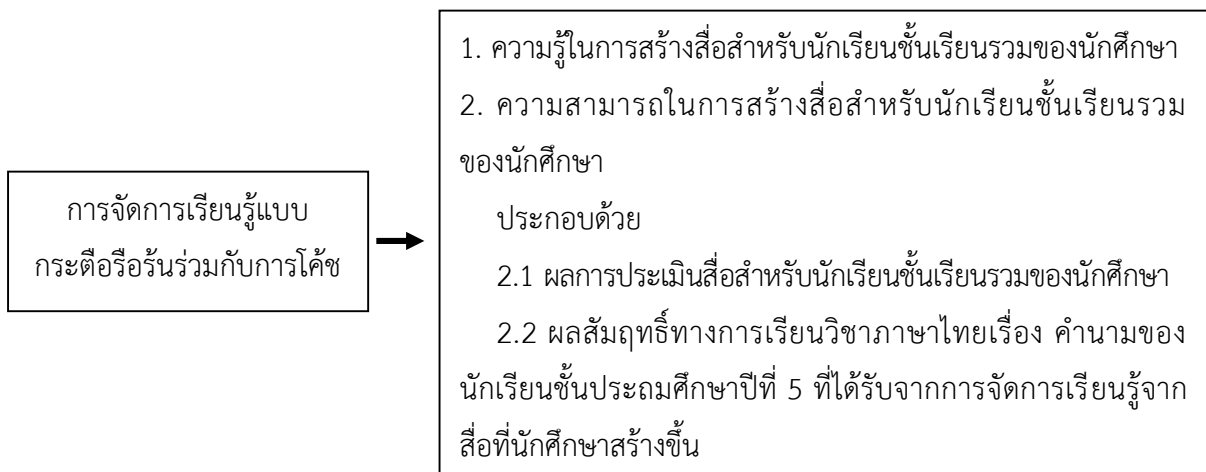 การจัดการเรียนรู้แบบ
กระตือรือร้นร่วมกับการโค้ช
1. ความรู้ในการสร้างสื่อสำหรับนักเรียนชั้นเรียนรวมของนักศึกษา
2. ความสามารถในการสร้างสื่อสำหรับนักเรียนชั้นเรียนรวม
ของนักศึกษา
ประกอบด้วย
2.1 ผลการประเมินสื่อสำหรับนักเรียนชั้นเรียนรวมของนักศึกษา
2.2 ผลสัมฤทธิ์ทางการเรียนวิชาภาษาไทยเรื่อง คำนามของ
นักเรียนชั้นประถมศึกษาปีที่ 5 ที่ได้รับจากการจัดการเรียนรู้จาก
สื่อที่นักศึกษาสร้างขึ้น